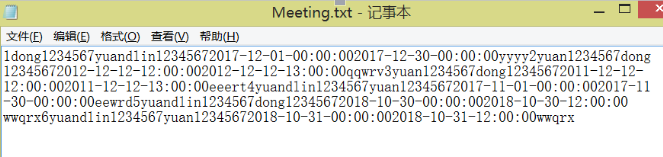 Meeting.txt - 记事本
文件(F) 编辑(E) 格式(O) 查看(V) 帮助(H)
1dong1234567yuandlin12345672017-12-01-00:00:002017-12-30-00:00:00yyyy2yuan1234567dong
12345672012-12-12-12:00:002012-12-12-13:00:00qqwrv3yuan1234567dong12345672011-12-12-
12:00:002011-12-12-13:00:00eeert4yuandlin1234567yuan12345672017-11-01-00:00:002017-11
-30-00:00:00eewrd5yuandlin1234567dong12345672018-10-30-00:00:002018-10-30-12:00:00
wwqrx6yuandlin1234567yuan12345672018-10-31-00:00:002018-10-31-12:00:00wwqrx